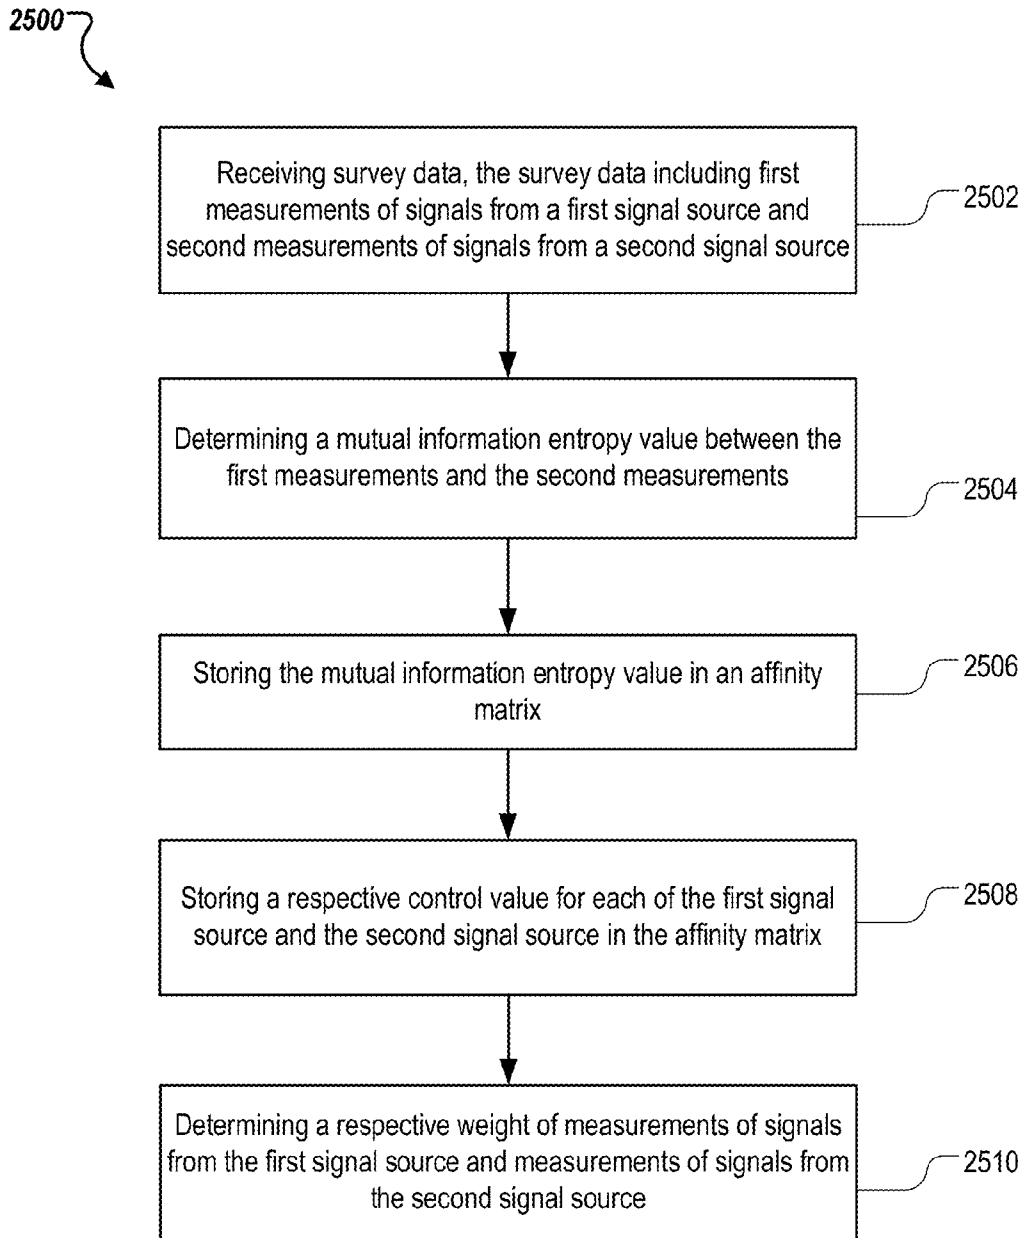 2500
Receiving survey data, the survey data including first
measurements of signals from a first signal source and
second measurements of signals from a second signal source
2502
Determining a mutual information entropy value between the
first measurements and the second measurements
2504
Storing the mutual information entropy value in an affinity
matrix
2506
Storing a respective control value for each of the first signal
source and the second signal source in the affinity matrix
2508
Determining a respective weight of measurements of signals
from the first signal source and measurements of signals from
the second signal source
2510